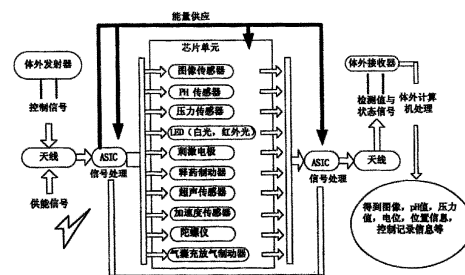 能量供应
芯片单元
体外发射器
控制信号
天线
供能信号
ASIC
信号处理
图像传感器
PH 传感器
压力传感器
LED（白光，红外光）
刺激电极
释药制动器
超声传感器
加速度传感器
陀螺仪
气囊充放气制动器
ASIC
信号处理
天线
体外接收器
检测值与
状态信号
体外计算
机处理
得到图像，pH值，压力
值，电位，位置信息，
控制记录信息等